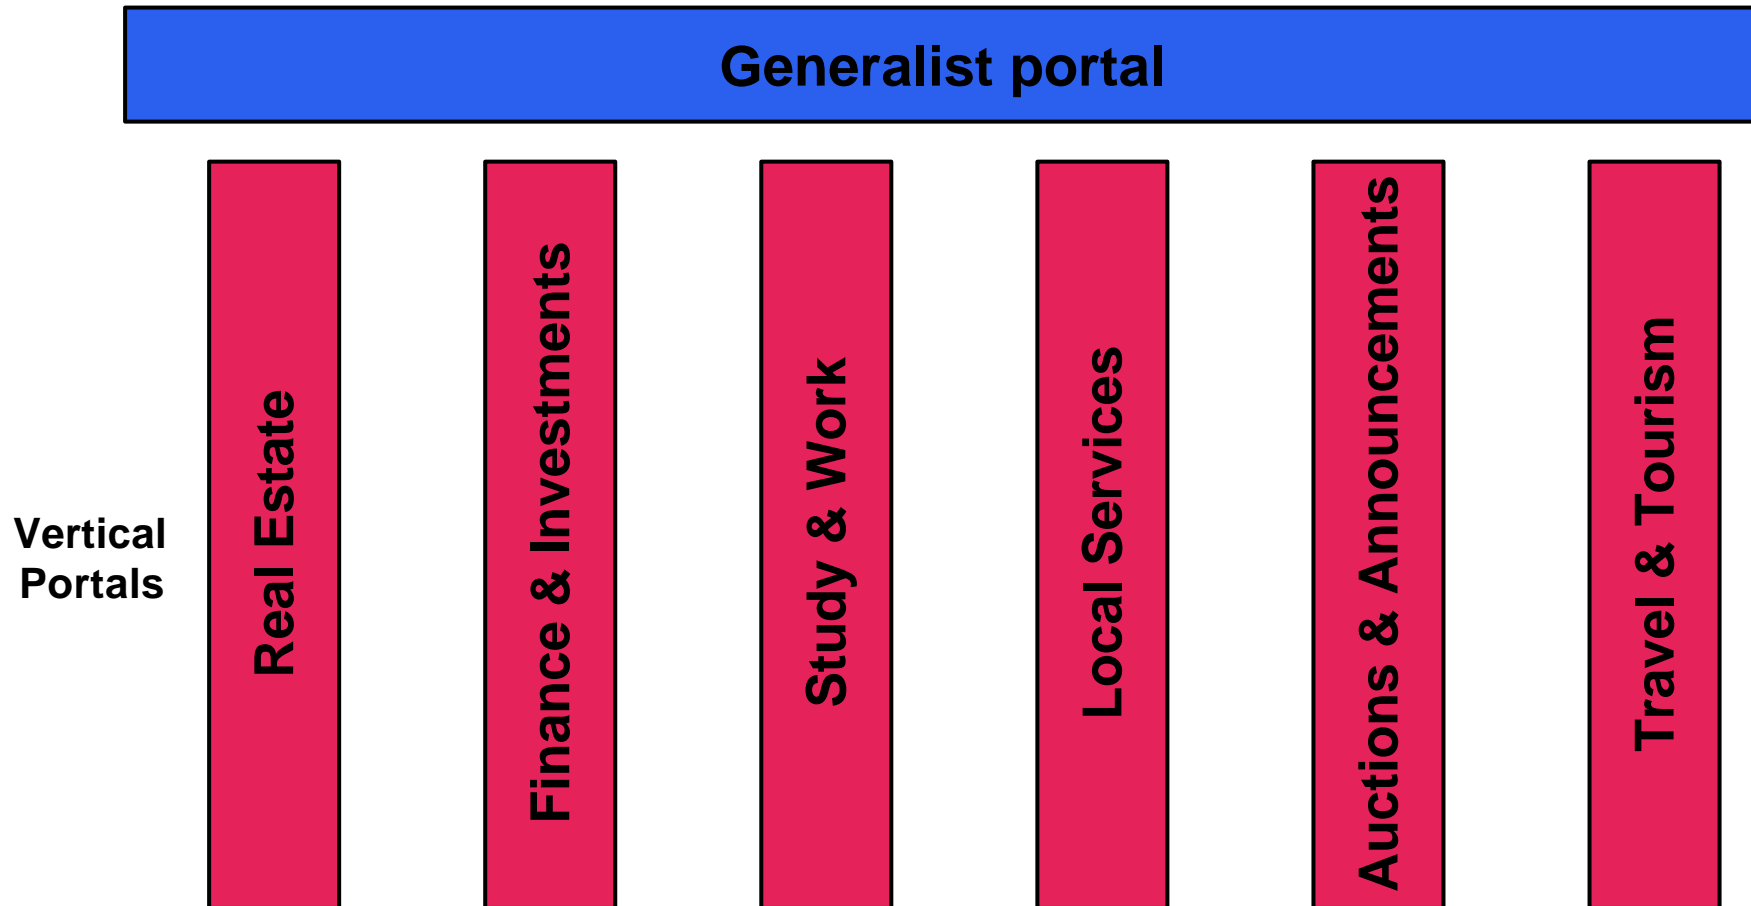 Generalist portal
Vertical
Portals
Real Estate
Finance & Investments
Study & Work
Local Services
Auctions & Announcements
Travel & Tourism